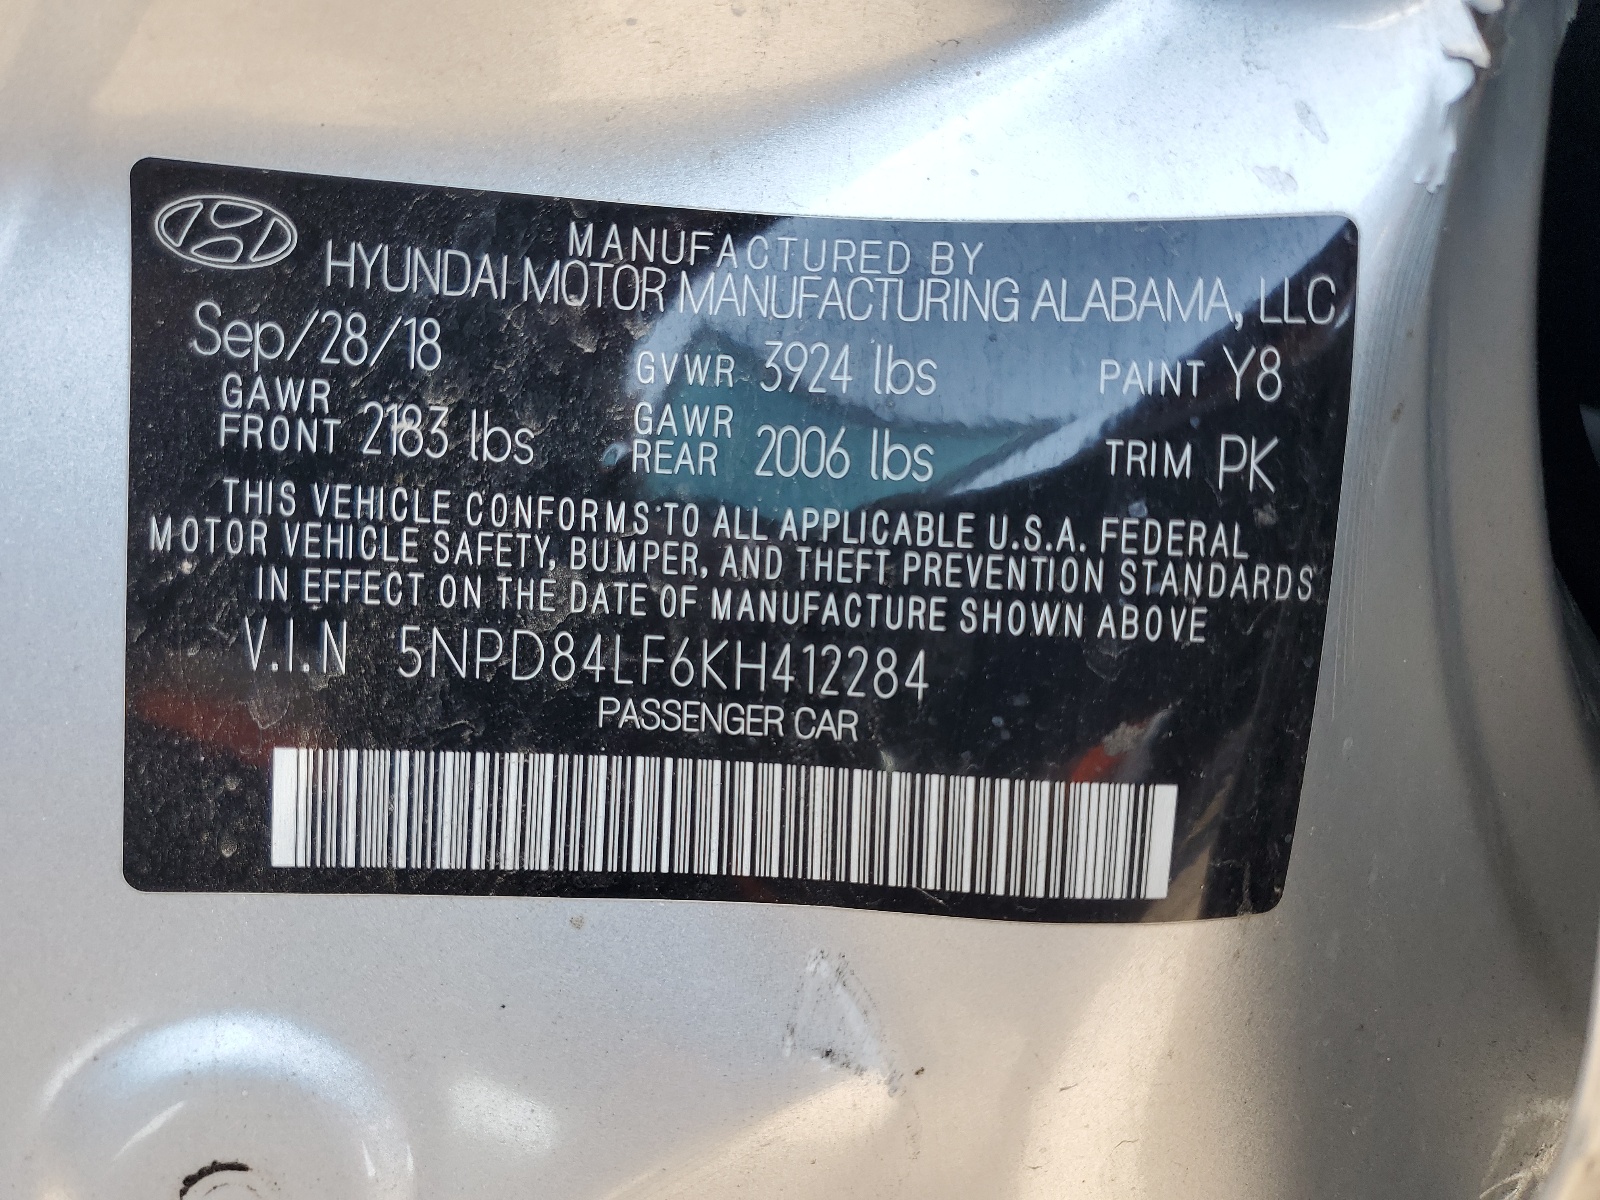 MANUFACTURED BY
HYUNDAI MOTOR MANUFACTURING ALABAMA, LLC
Sep/28/18
GVWR 3924 lbs PAINT Y8
GAWR FRONT 2183 lbs GAWR REAR 2006 lbs TRIM PK
THIS VEHICLE CONFORMS TO ALL APPLICABLE U.S.A. FEDERAL
MOTOR VEHICLE SAFETY, BUMPER, AND THEFT PREVENTION STANDARDS
IN EFFECT ON THE DATE OF MANUFACTURE SHOWN ABOVE
V.I.N 5NPD84LF6KH412284
PASSENGER CAR